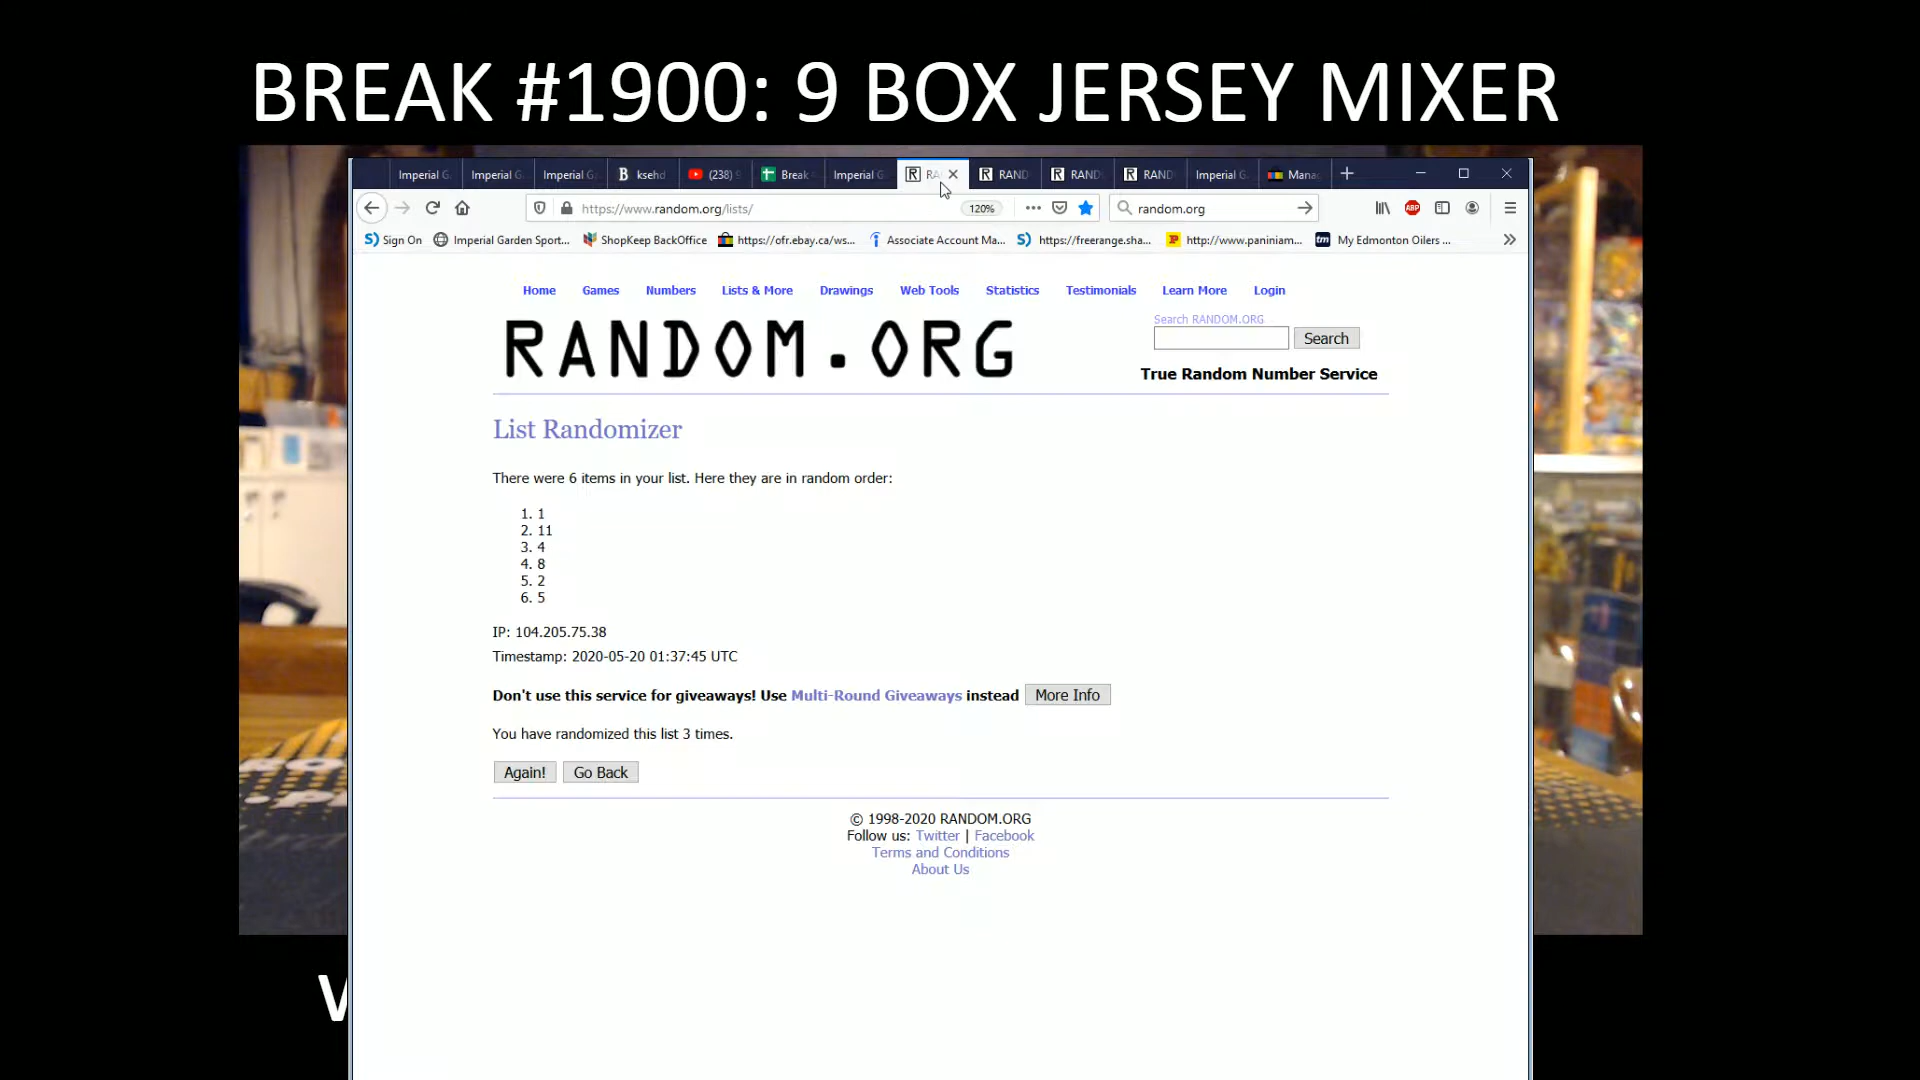 BREAK #1900: 9 BOX JERSEY MIXER
Imperial G Imperial G Imperial G ksehd (238) Break Imperial G RA RAND RAND RAND Imperial G Mana
https://www.random.org/lists/ 120% random.org
Sign On Imperial Garden Sport... ShopKeep BackOffice https://ofr.ebay.ca/ws... Associate Account Ma... https://freerange.sha... http://www.paniniam... My Edmonton Oilers ...
Home Games Numbers Lists & More Drawings Web Tools Statistics Testimonials Learn More Login
RANDOM.ORG
Search RANDOM.ORG
Search
True Random Number Service
List Randomizer
There were 6 items in your list. Here they are in random order:
1. 1
2. 11
3. 4
4. 8
5. 2
6. 5
IP: 104.205.75.38
Timestamp: 2020-05-20 01:37:45 UTC
Don't use this service for giveaways! Use Multi-Round Giveaways instead More Info
You have randomized this list 3 times.
Again! Go Back
© 1998-2020 RANDOM.ORG
Follow us: Twitter | Facebook
Terms and Conditions
About Us